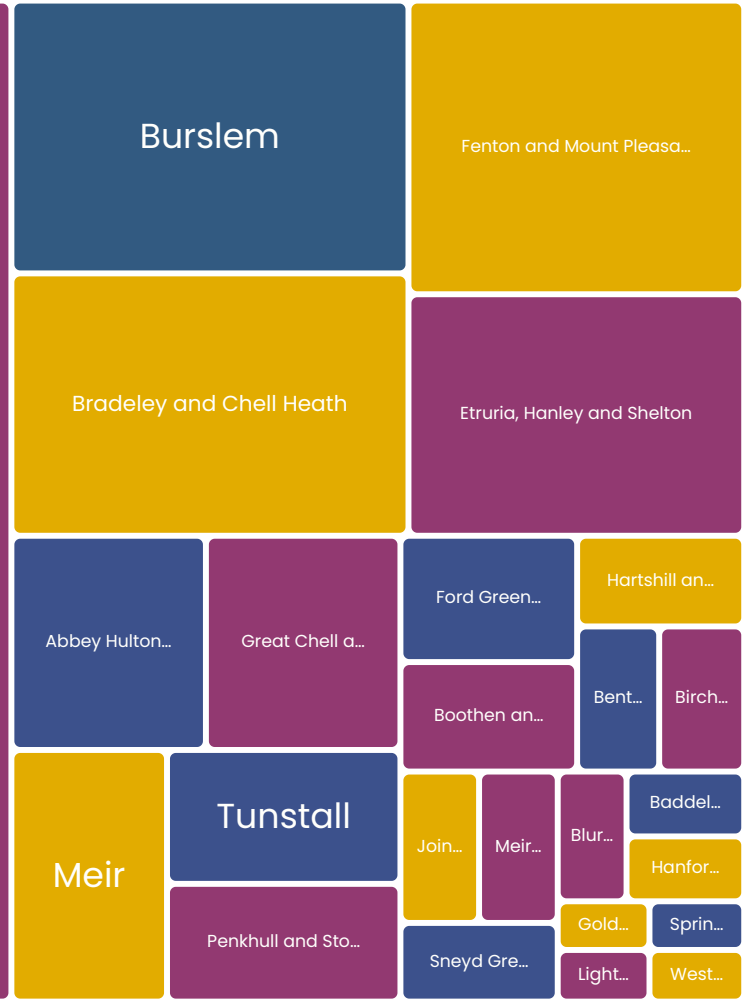 Burslem
Fenton and Mount Pleasa...
Bradeley and Chell Heath
Etruria, Hanley and Shelton
Abbey Hulton...
Great Chell a...
Ford Green...
Hartshill an...
Boothen an...
Bent...
Birch...
Meir
Tunstall
Penkhull and Sto...
Join...
Meir...
Blur...
Baddel...
Hanfor...
Sneyd Gre...
Gold...
Sprin...
Light...
West...